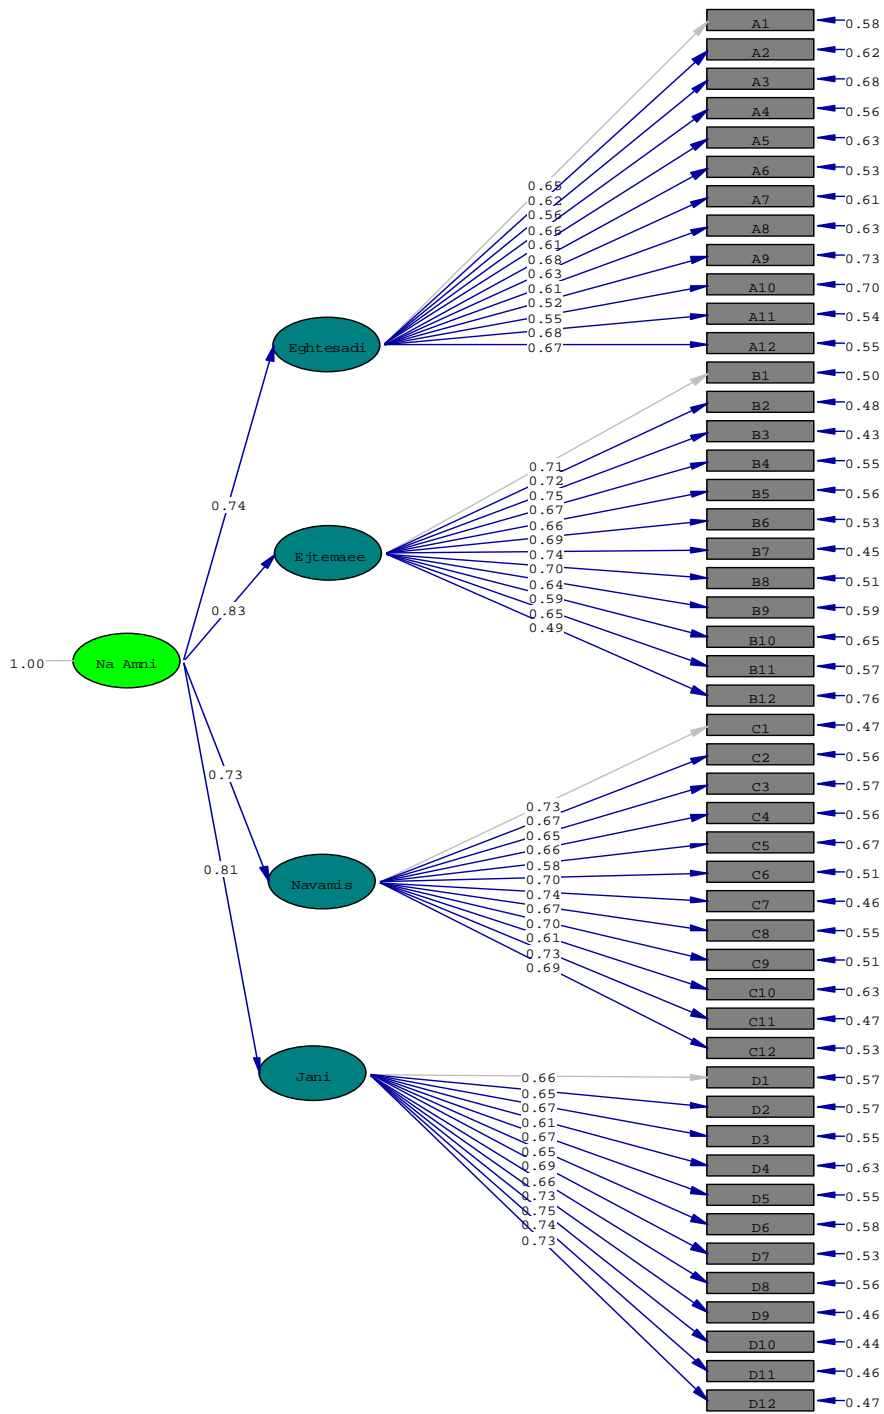 A1 0.58
A2 0.62
A3 0.68
A4 0.56
A5 0.63
A6 0.53
A7 0.61
A8 0.63
A9 0.73
A10 0.70
A11 0.54
A12 0.55
B1 0.50
B2 0.48
B3 0.43
B4 0.55
B5 0.56
B6 0.53
B7 0.45
B8 0.51
B9 0.59
B10 0.65
B11 0.57
B12 0.76
C1 0.47
C2 0.56
C3 0.57
C4 0.56
C5 0.67
C6 0.51
C7 0.46
C8 0.55
C9 0.51
C10 0.63
C11 0.47
C12 0.53
D1 0.57
D2 0.57
D3 0.55
D4 0.63
D5 0.55
D6 0.58
D7 0.53
D8 0.56
D9 0.46
D10 0.44
D11 0.46
D12 0.47
0.65
0.62
0.56
0.66
0.61
0.68
0.63
0.61
0.52
0.55
0.68
0.67
Eghtesadi
0.74
0.71
0.72
0.75
0.67
0.66
0.69
0.74
0.70
0.64
0.59
0.65
0.49
Ejtemaee
0.83
1.00 Na Amni
0.73
0.73
0.67
0.65
0.66
0.58
0.70
0.74
0.67
0.70
0.61
0.73
0.69
Navamis
0.81
0.66
0.65
0.67
0.61
0.67
0.65
0.69
0.66
0.73
0.75
0.74
0.73
Jani